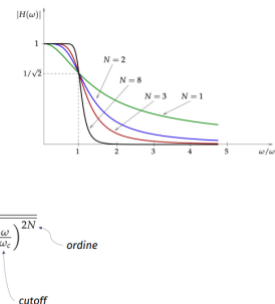 |H(ω)|
1
1/√2
N = 2
N = 8
N = 3
N = 1
1 2 3 4 5 ω/ω
(ω/ω_c)^{2N}
ordine
cutoff